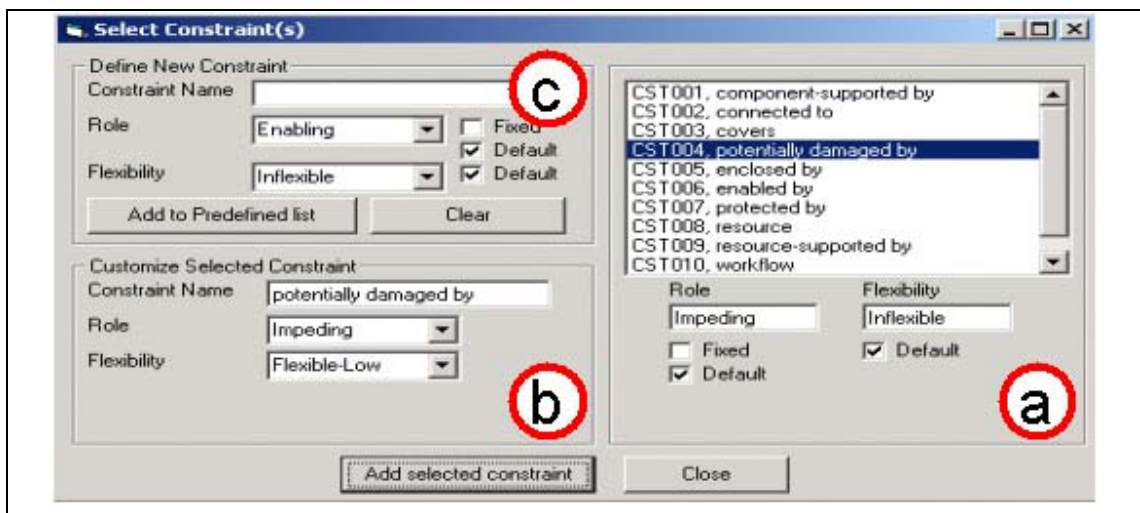 Select Constraint(s)
Define New Constraint
Constraint Name
c
Role
Enabling
Fixed
Default
Flexibility
Inflexible
Default
Add to Predefined list
Clear
Customize Selected Constraint
Constraint Name
potentially damaged by
Role
Impeding
Flexibility
Flexible-Low
b
CST001, component-supported by
CST002, connected to
CST003, covers
CST004, potentially damaged by
CST005, enclosed by
CST006, enabled by
CST007, protected by
CST008, resource
CST009, resource-supported by
CST010, workflow
Role
Flexibility
Impeding
Inflexible
Fixed
Default
Default
a
Add selected constraint
Close